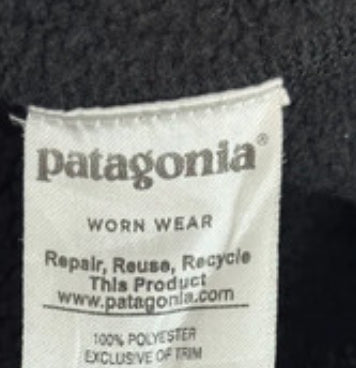 patagonia®
WORN WEAR
Repair, Reuse, Recycle
This Product
www.patagonia.com
100% POLYESTER
EXCLUSIVE OF TRIM